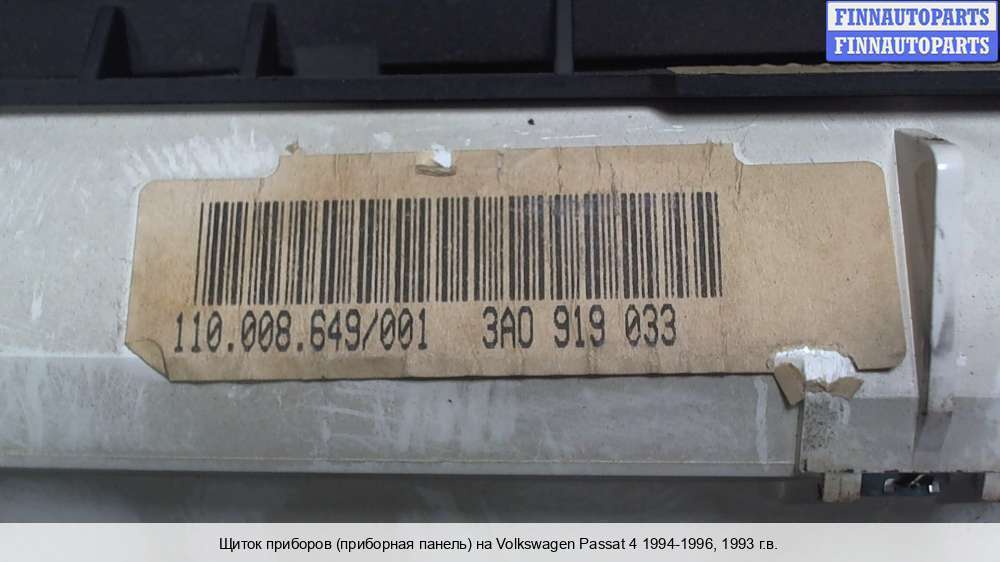 FINNAUTOPARTS
FINNAUTOPARTS
110.008.649/001 3A0 919 033
Щиток приборов (приборная панель) на Volkswagen Passat 4 1994-1996, 1993 г.в.